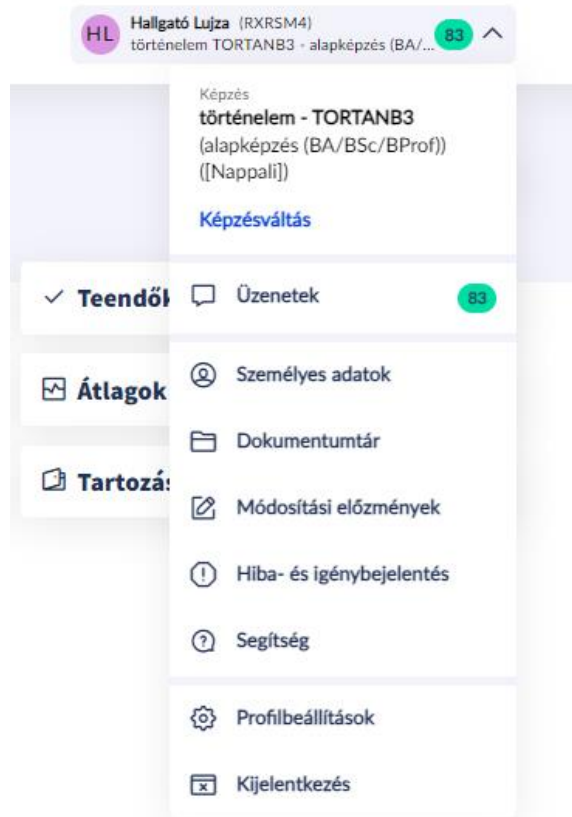 HL
Hallgató Lujza (RXRSM4)
történelem TORTANB3 - alapképzés (BA/...
83
Képzés
történelem - TORTANB3
(alapképzés (BA/BSc/BProf))
([Nappali])
Képzésváltás
Teendők
Üzenetek 83
Átlagok
Személyes adatok
Dokumentumtár
Tartozás
Módosítási előzmények
Hiba- és igénybejelentés
Segítség
Profilbeállítások
Kijelentkezés